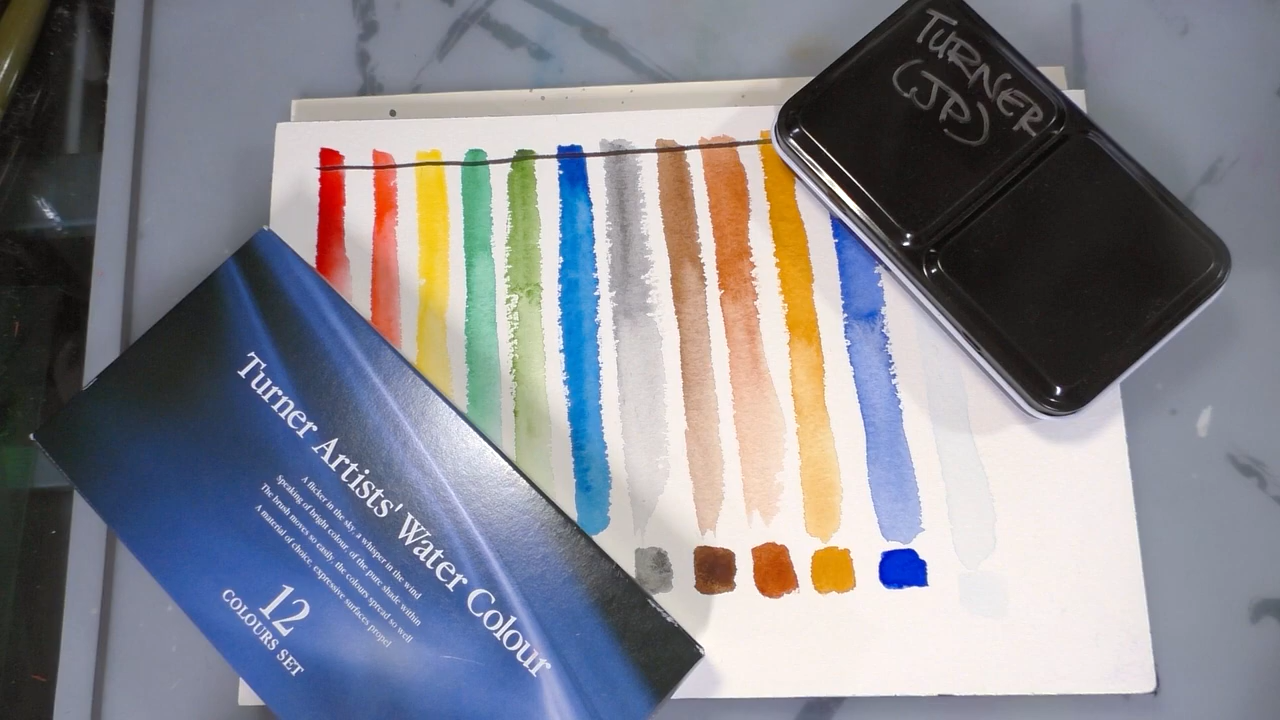 TURNER
(JP)
Turner Artists' Water Colour
A flicker in the sky, a whisper in the wind
Speaking of bright colour, of the pure shade within
The brush moves so easily, the colours spread so well
A material of choice, expressive surfaces propel
12
COLOURS SET